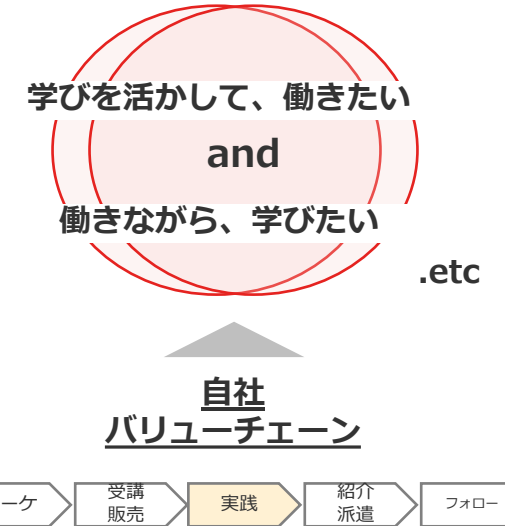 学びを活かして、働きたい
and
働きながら、学びたい
.etc
自社
バリューチェーン
ーケ
受講
販売
実践
紹介
派遣
フォロー